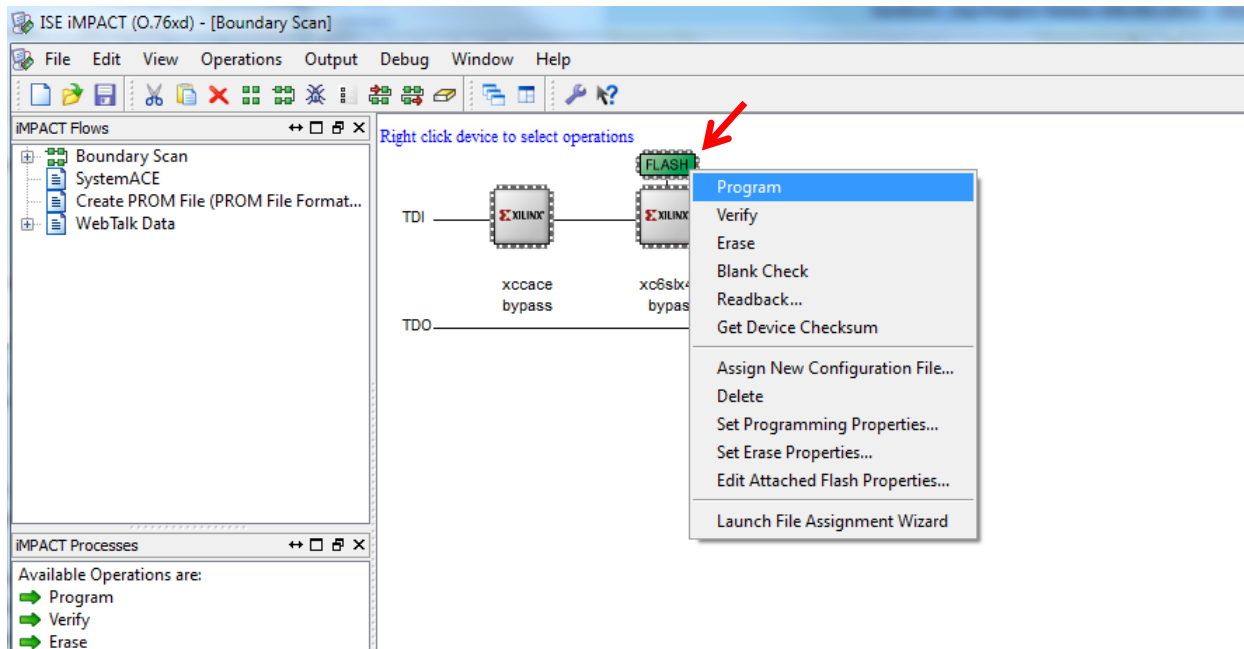 ISE iMPACT (O.76xd) - [Boundary Scan]
File Edit View Operations Output Debug Window Help
iMPACT Flows
Boundary Scan
SystemACE
Create PROM File (PROM File Format...
WebTalk Data
Right click device to select operations
FLASH
TDI
XILINX
XILINX
xccace
bypass
TDO
Program
Verify
Erase
Blank Check
Readback...
Get Device Checksum
Assign New Configuration File...
Delete
Set Programming Properties...
Set Erase Properties...
Edit Attached Flash Properties...
Launch File Assignment Wizard
iMPACT Processes
Available Operations are:
Program
Verify
Erase